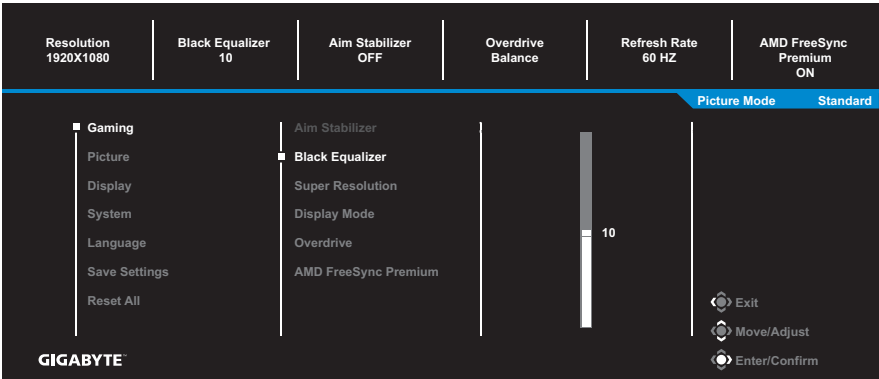 Resolution
1920X1080
Black Equalizer
10
Aim Stabilizer
OFF
Overdrive
Balance
Refresh Rate
60 HZ
AMD FreeSync
Premium
ON
Picture Mode Standard
Gaming
Picture
Display
System
Language
Save Settings
Reset All
Aim Stabilizer
Black Equalizer
Super Resolution
Display Mode
Overdrive
AMD FreeSync Premium
10
Exit
Move/Adjust
Enter/Confirm
GIGABYTE™